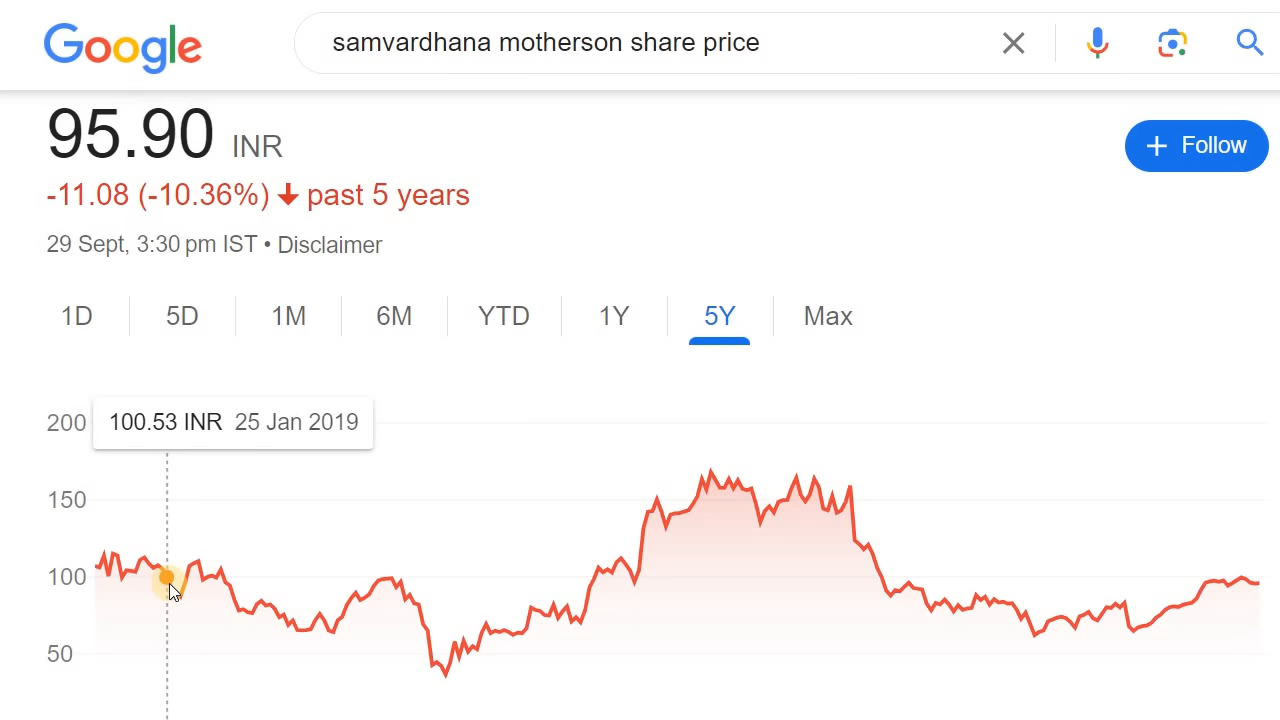 Google samvardhana motherson share price
95.90 INR
+ Follow
-11.08 (-10.36%) ↓ past 5 years
29 Sept, 3:30 pm IST • Disclaimer
1D 5D 1M 6M YTD 1Y 5Y Max
200
100.53 INR 25 Jan 2019
150
100
50